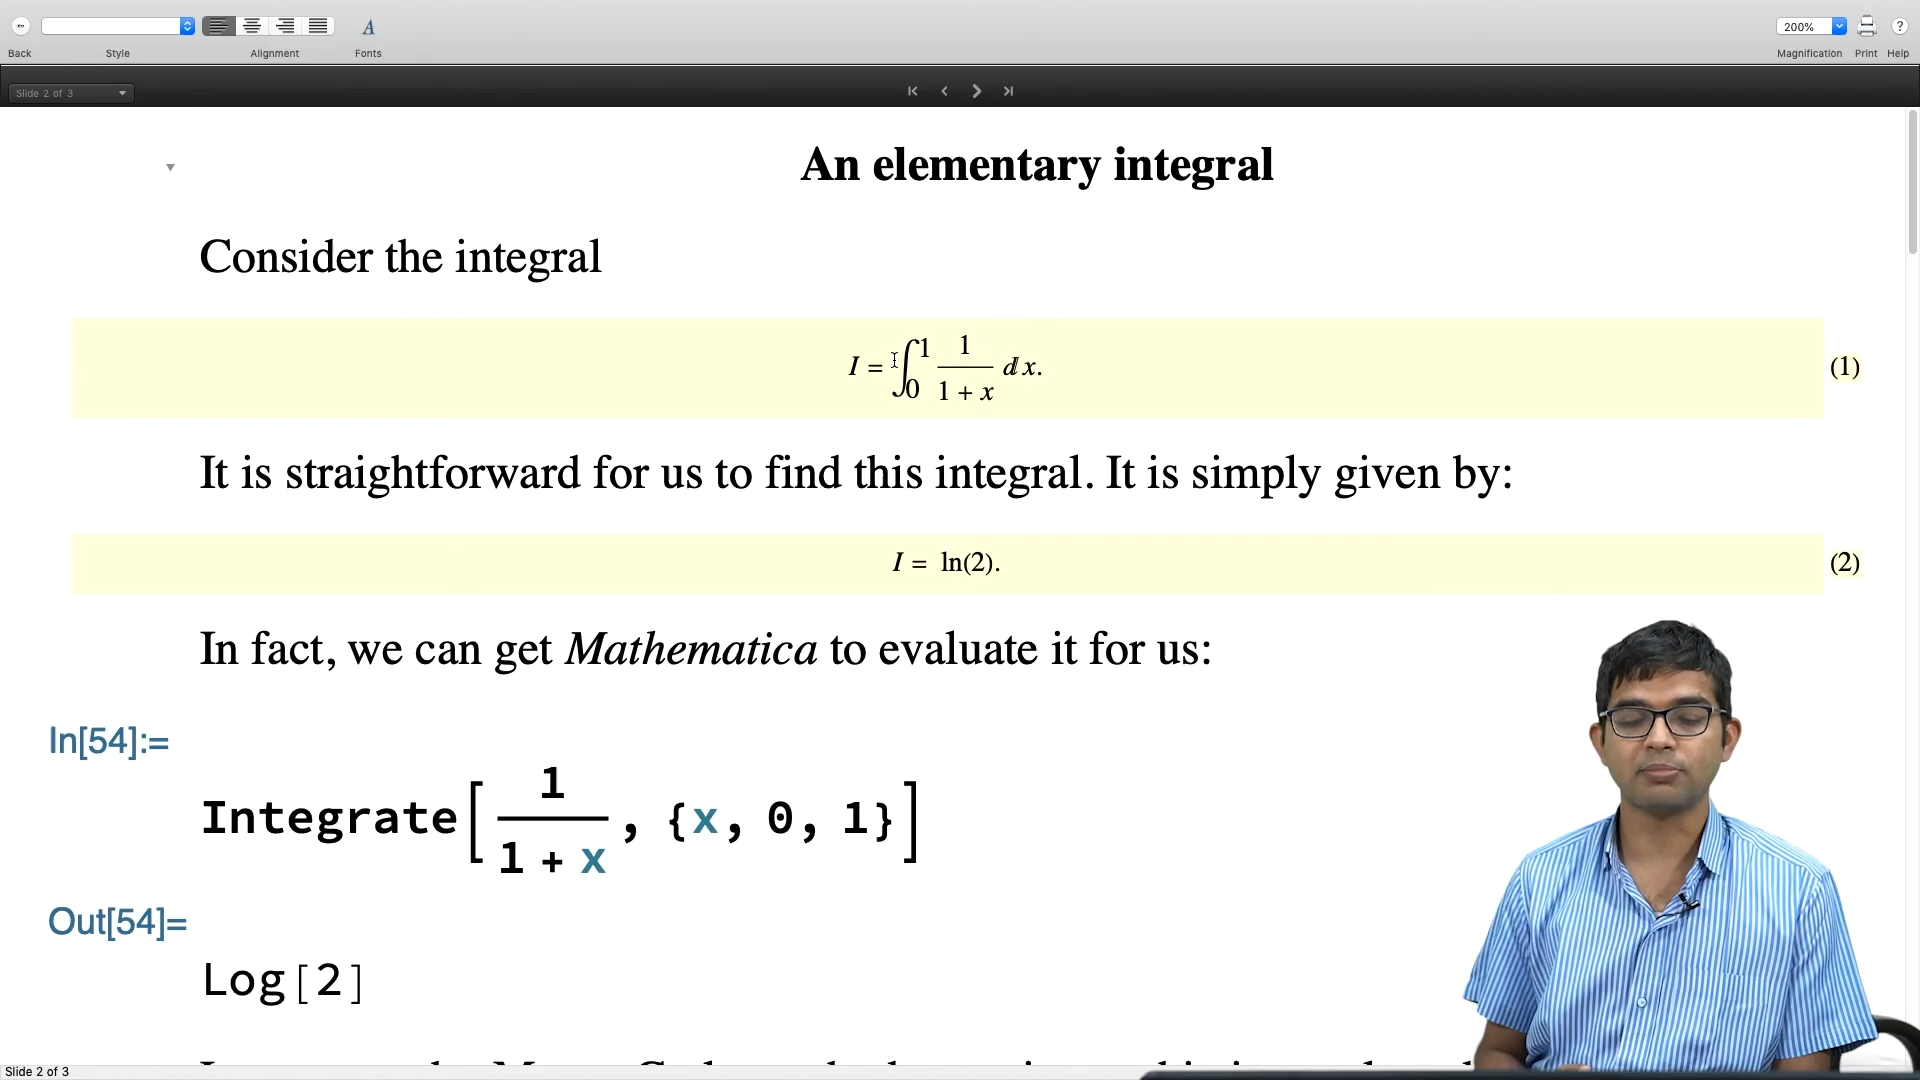 Back
Style
Alignment
Fonts
200%
Magnification
Print
Help
Slide 2 of 3
An elementary integral
Consider the integral
I = ∫₀¹ 1/(1 + x) ⅆx. (1)
It is straightforward for us to find this integral. It is simply given by:
I = ln(2). (2)
In fact, we can get Mathematica to evaluate it for us:
In[54]:=
Integrate[1/(1 + x), {x, 0, 1}]
Out[54]=
Log[2]
Slide 2 of 3